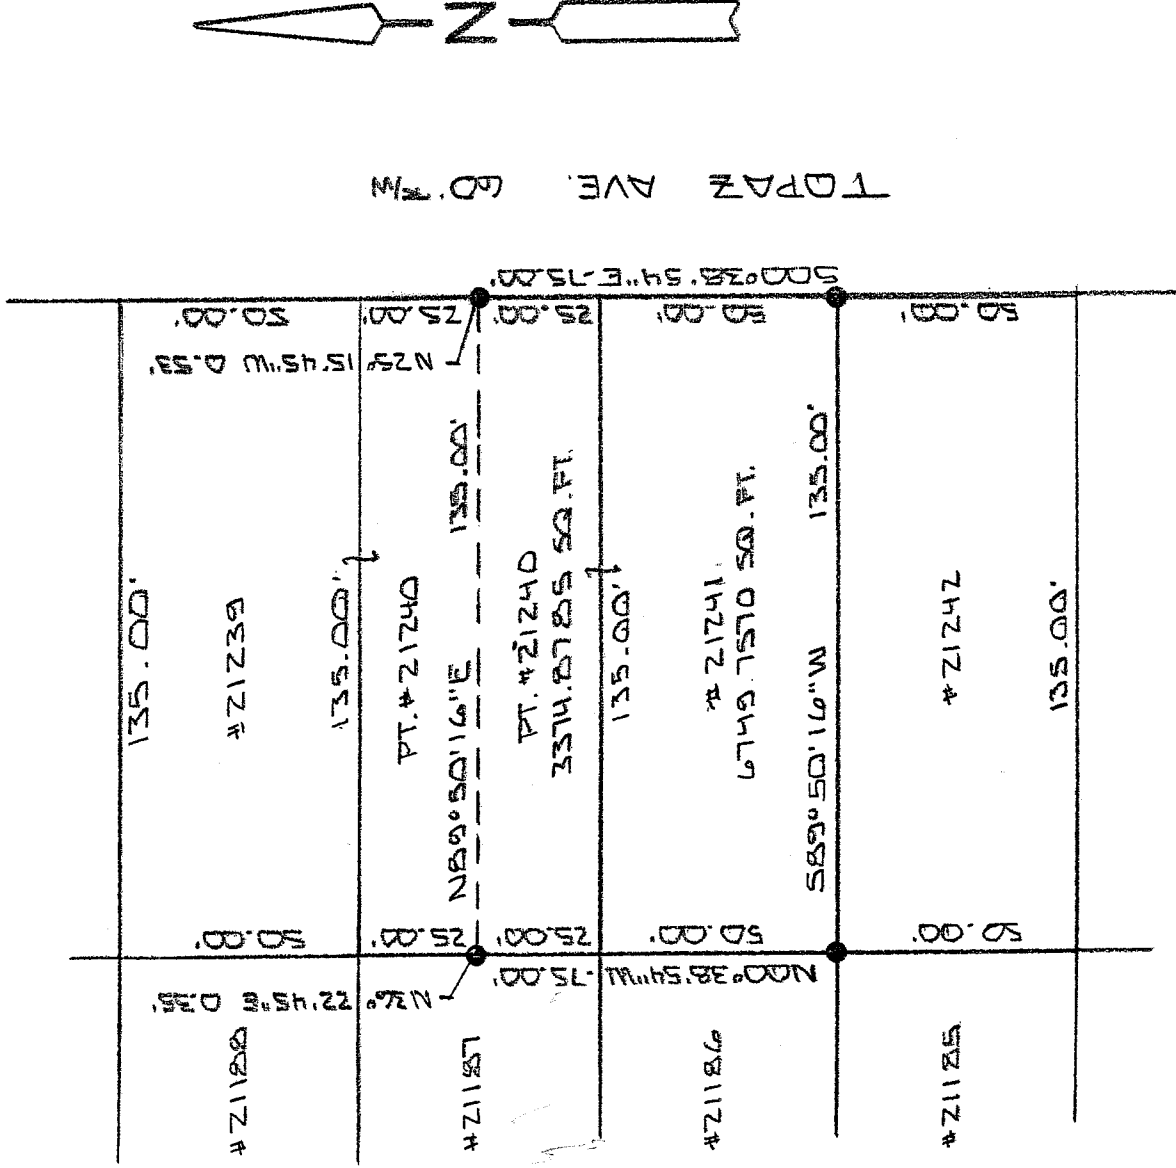 N
TOPAZ AVE. 60' R/W
S00°38'54"E-75.00'
50.00'
25.00'
25.00'
50.00'
50.00'
N25° 15'45"W 0.53'
135.00'
#21239
135.00'
PT.#21240
N89°50'16"E 135.00'
PT. #21240
3374.8785 SQ.FT.
135.00'
#21241
6749.7570 SQ.FT.
S89°50'16"W 135.00'
#21242
135.00'
50.00'
25.00'
25.00'
50.00'
50.00'
N00°38'54"W-75.00'
N36° 22'45"E 0.35'
#21188
#21187
#21186
#21185